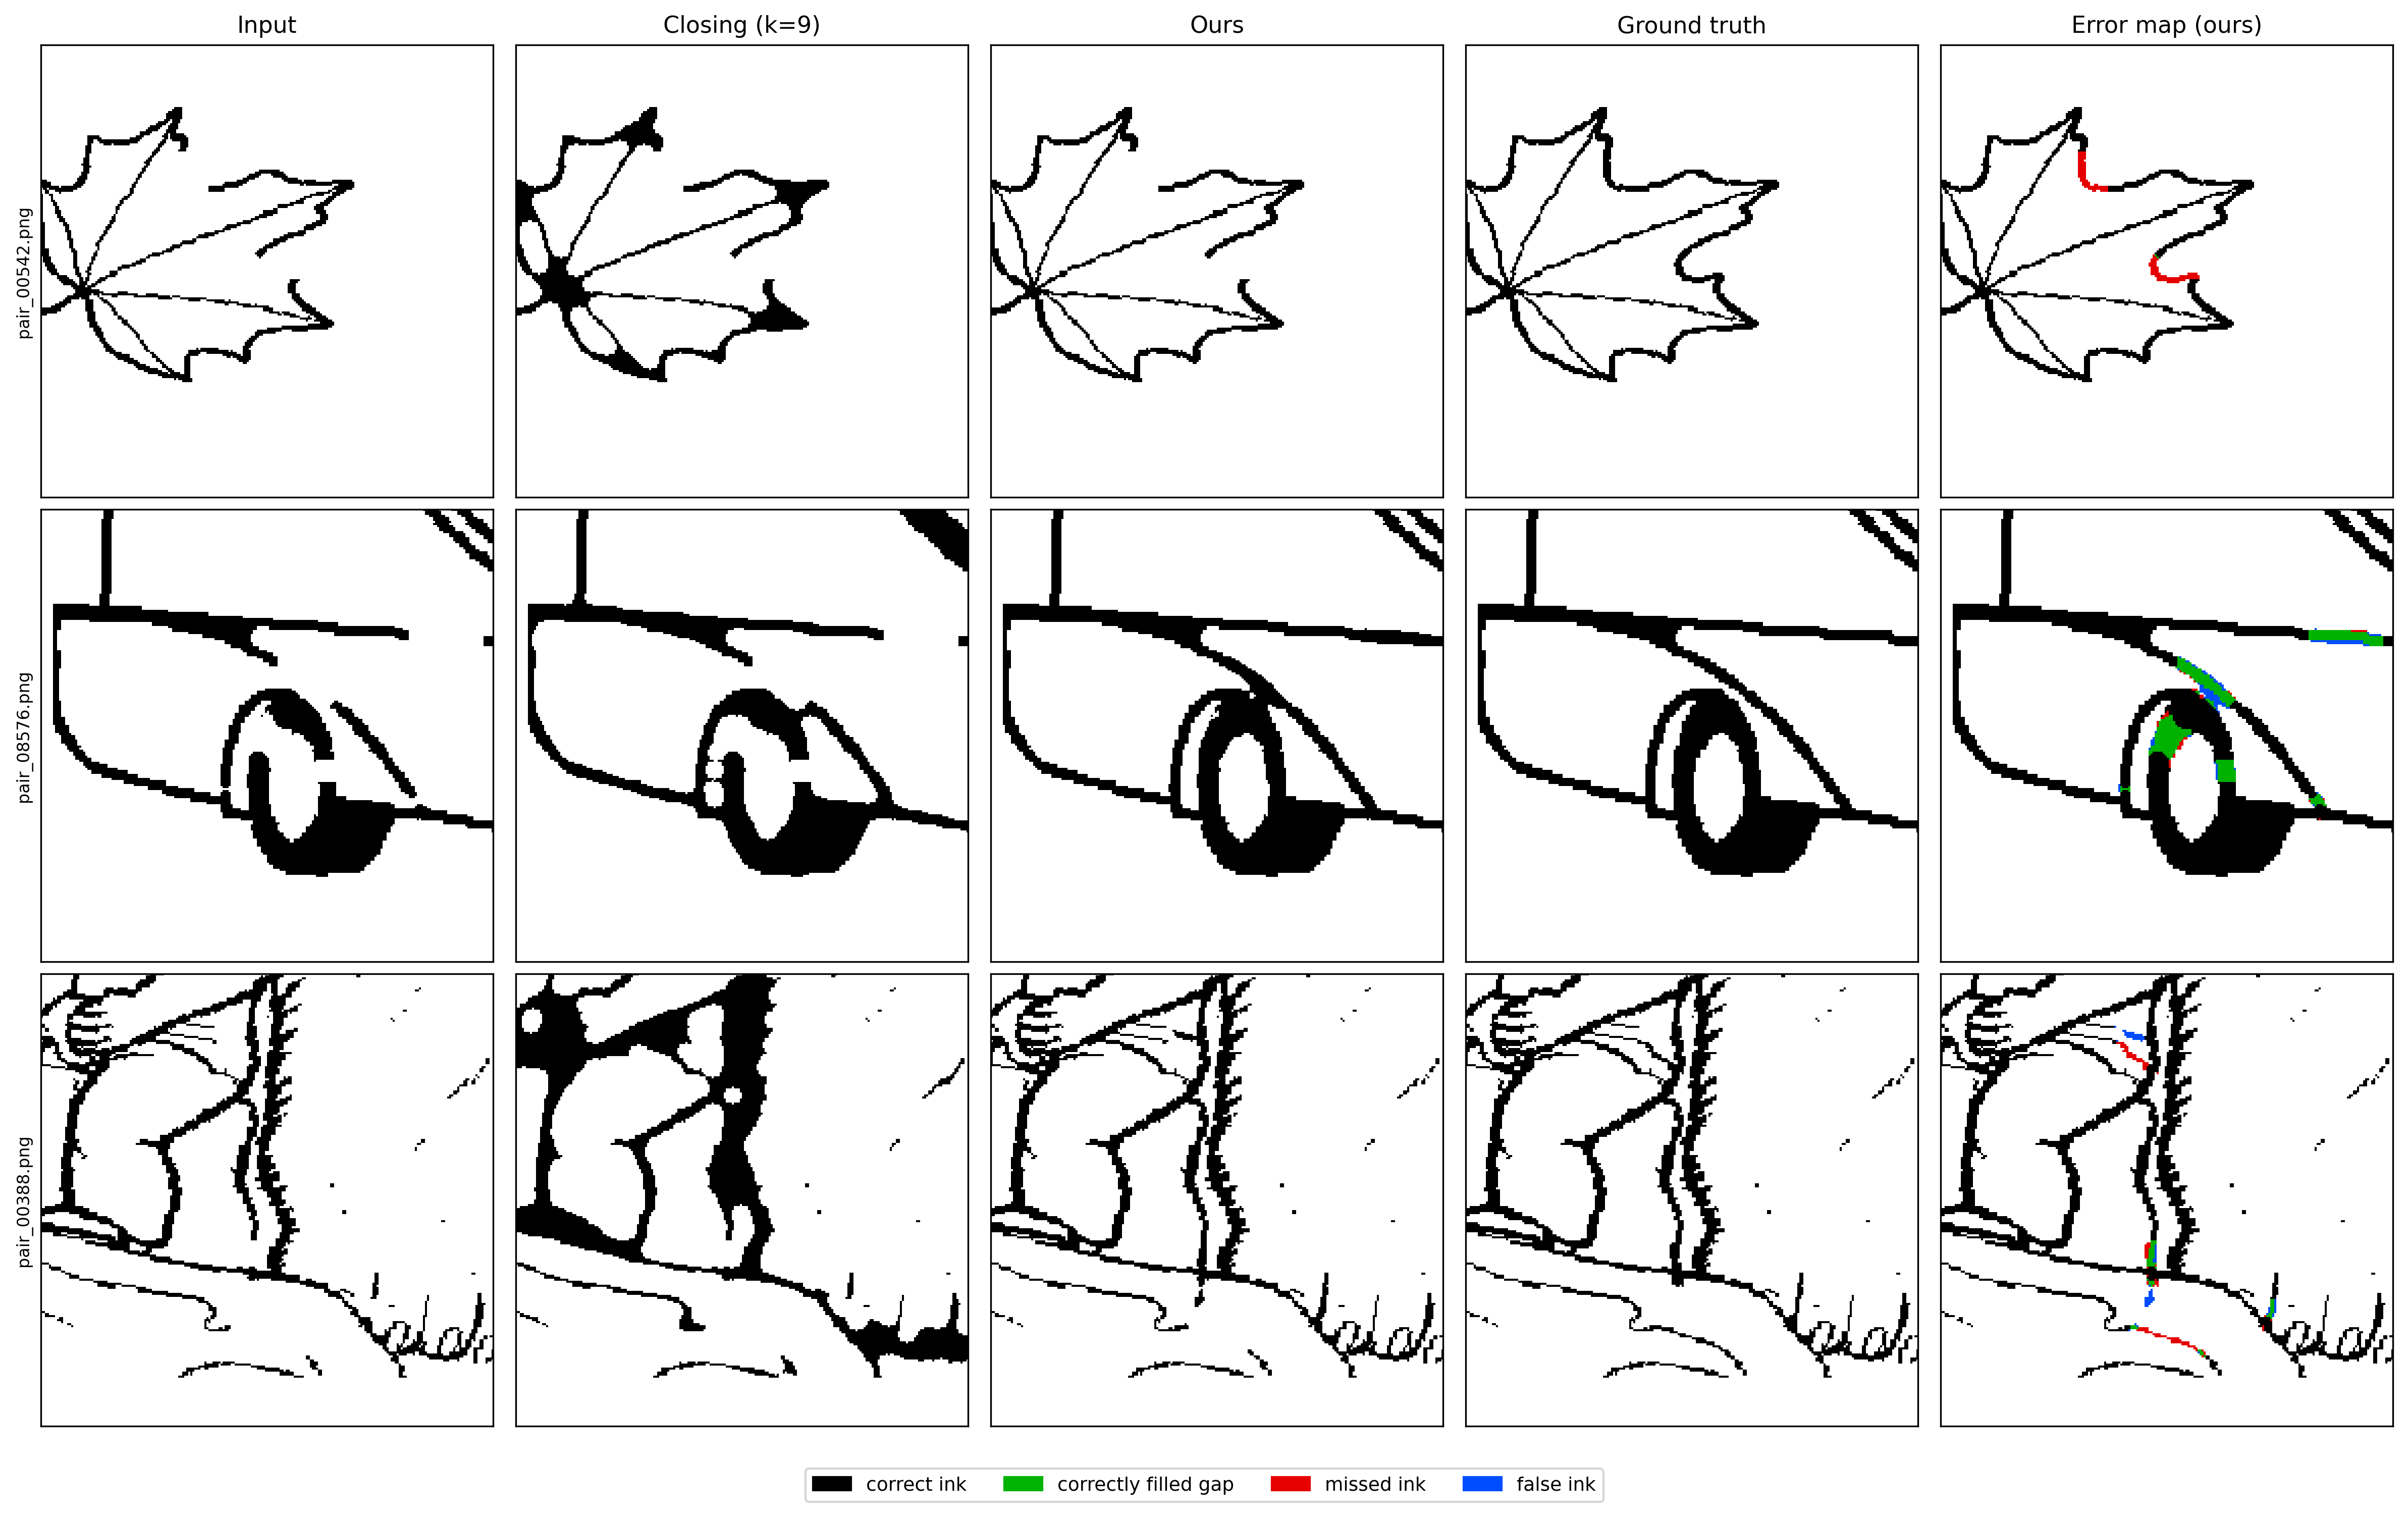 Input Closing (k=9) Ours Ground truth Error map (ours)
pair_00542.png
pair_08576.png
pair_00388.png
correct ink correctly filled gap missed ink false ink